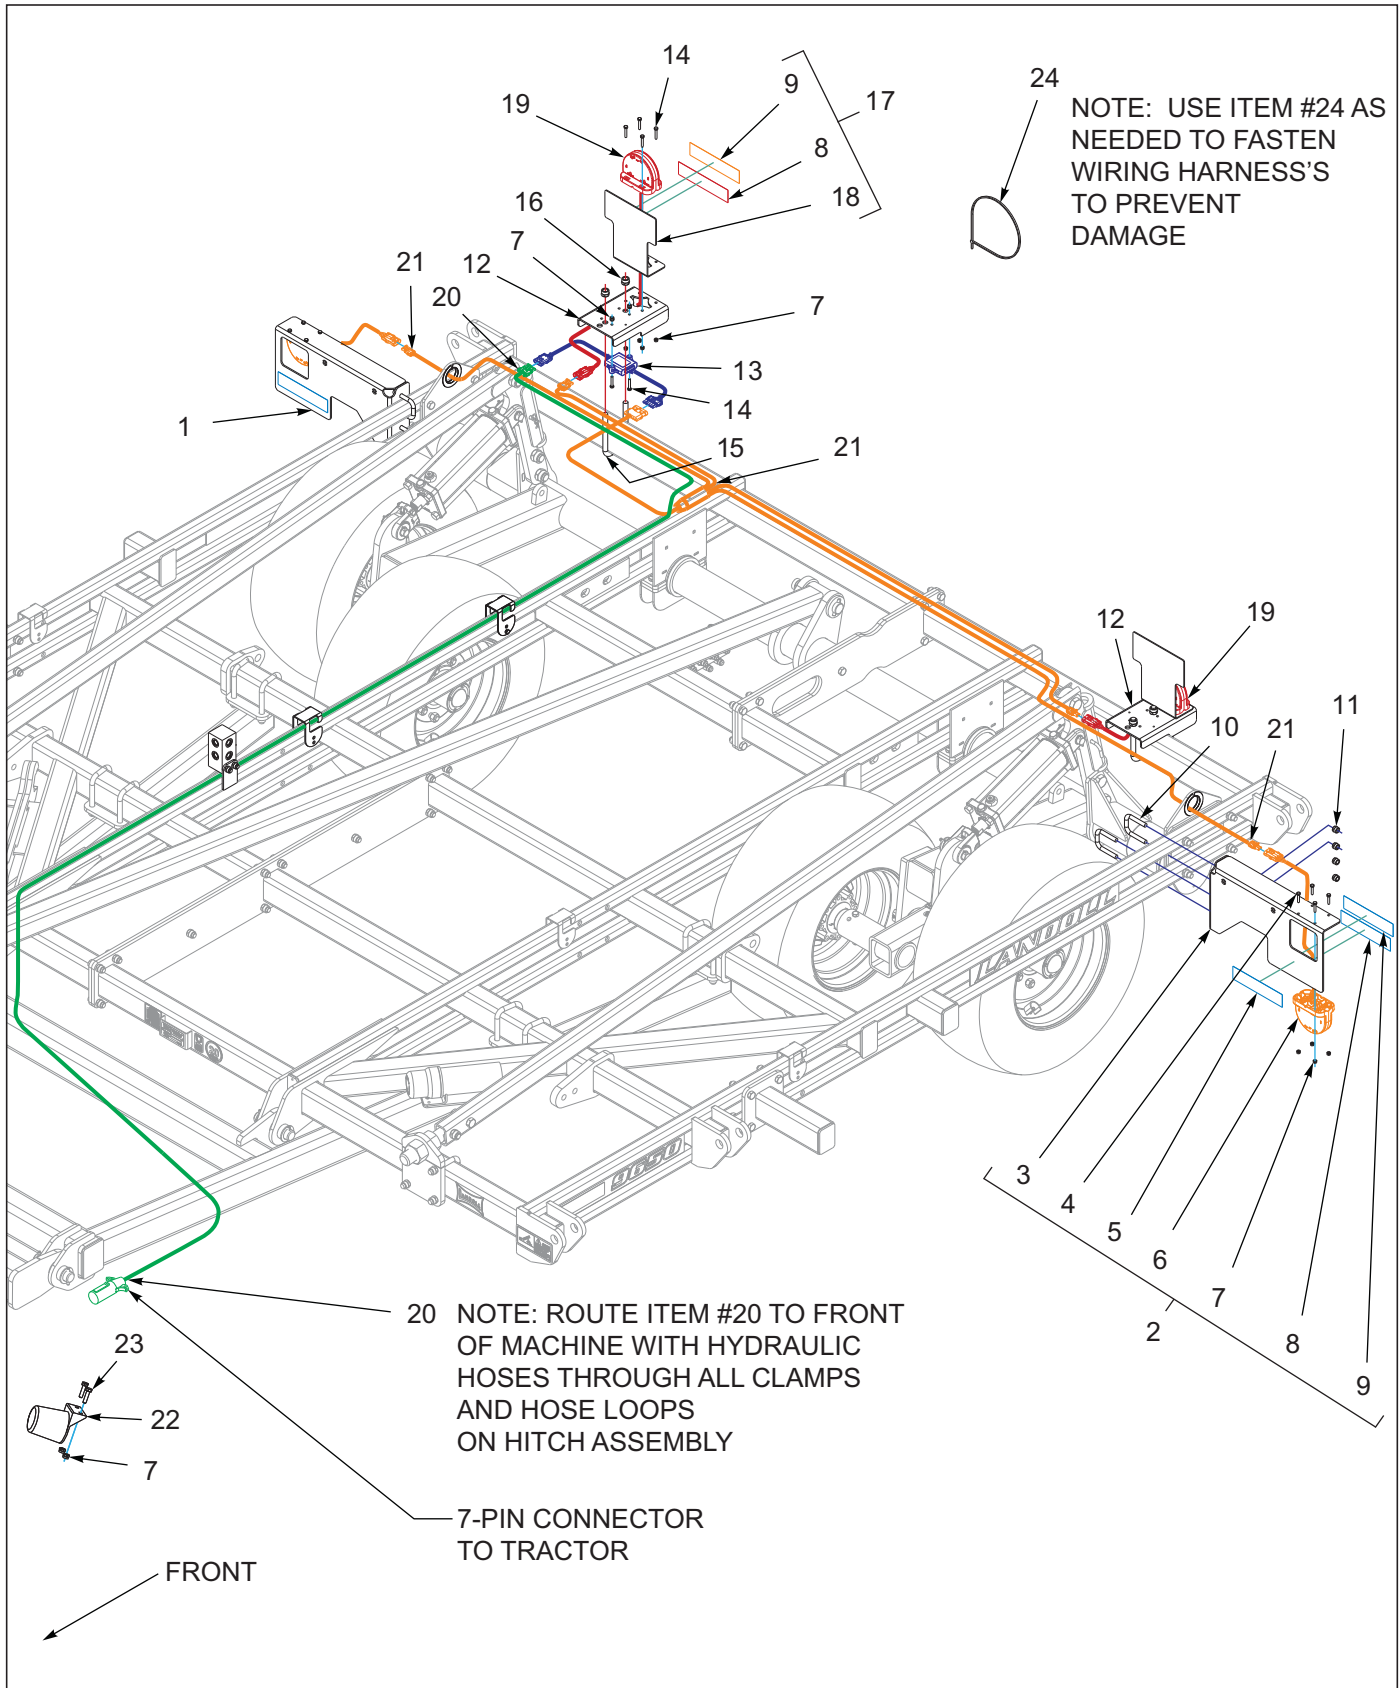 14
9
17
19
24
NOTE: USE ITEM #24 AS
NEEDED TO FASTEN
WIRING HARNESS'S
TO PREVENT
DAMAGE
8
16
18
7
12
21
20
7
13
1
14
15
21
12
19
10
21
11
LANDOLL
9650
3
4
5
6
7
8
9
2
20 NOTE: ROUTE ITEM #20 TO FRONT
OF MACHINE WITH HYDRAULIC
HOSES THROUGH ALL CLAMPS
AND HOSE LOOPS
ON HITCH ASSEMBLY
23
22
7
7-PIN CONNECTOR
TO TRACTOR
FRONT